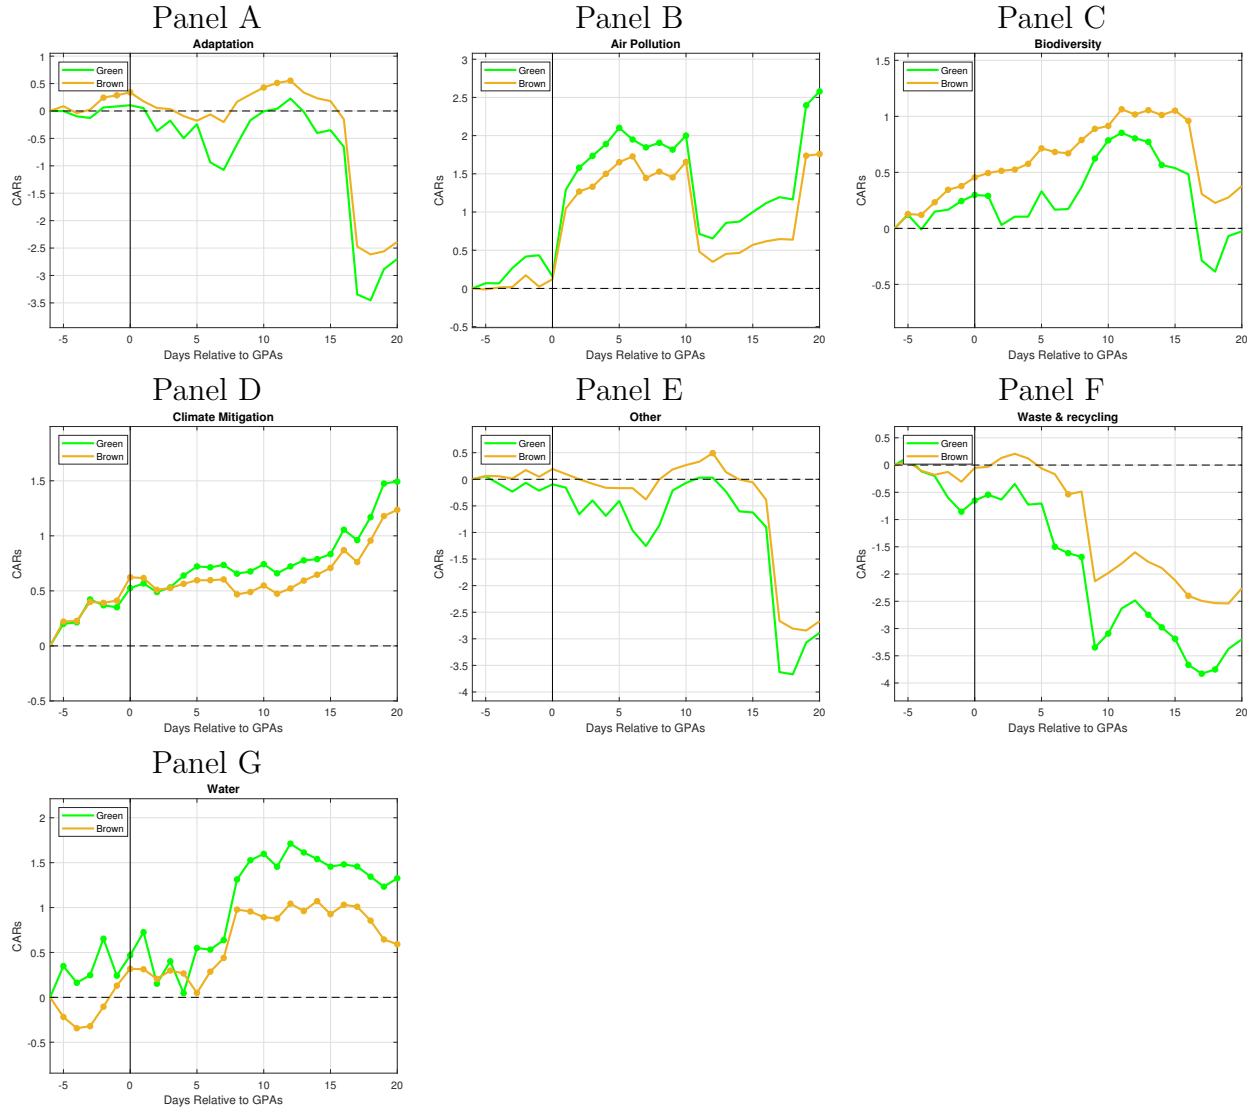 Panel A
Adaptation
Green
Brown
CARs
1
0.5
0
-0.5
-1
-1.5
-2
-2.5
-3
-3.5
-5
0
5
10
15
20
Days Relative to GPAs
Panel B
Air Pollution
Green
Brown
CARs
3
2.5
2
1.5
1
0.5
0
-0.5
-5
0
5
10
15
20
Days Relative to GPAs
Panel C
Biodiversity
Green
Brown
CARs
1.5
1
0.5
0
-0.5
-5
0
5
10
15
20
Days Relative to GPAs
Panel D
Climate Mitigation
Green
Brown
CARs
1.5
1
0.5
0
-0.5
-5
0
5
10
15
20
Days Relative to GPAs
Panel E
Other
Green
Brown
CARs
0.5
0
-0.5
-1
-1.5
-2
-2.5
-3
-3.5
-4
-5
0
5
10
15
20
Days Relative to GPAs
Panel F
Waste & recycling
Green
Brown
CARs
0.5
0
-0.5
-1
-1.5
-2
-2.5
-3
-3.5
-4
-5
0
5
10
15
20
Days Relative to GPAs
Panel G
Water
Green
Brown
CARs
2
1.5
1
0.5
0
-0.5
-5
0
5
10
15
20
Days Relative to GPAs